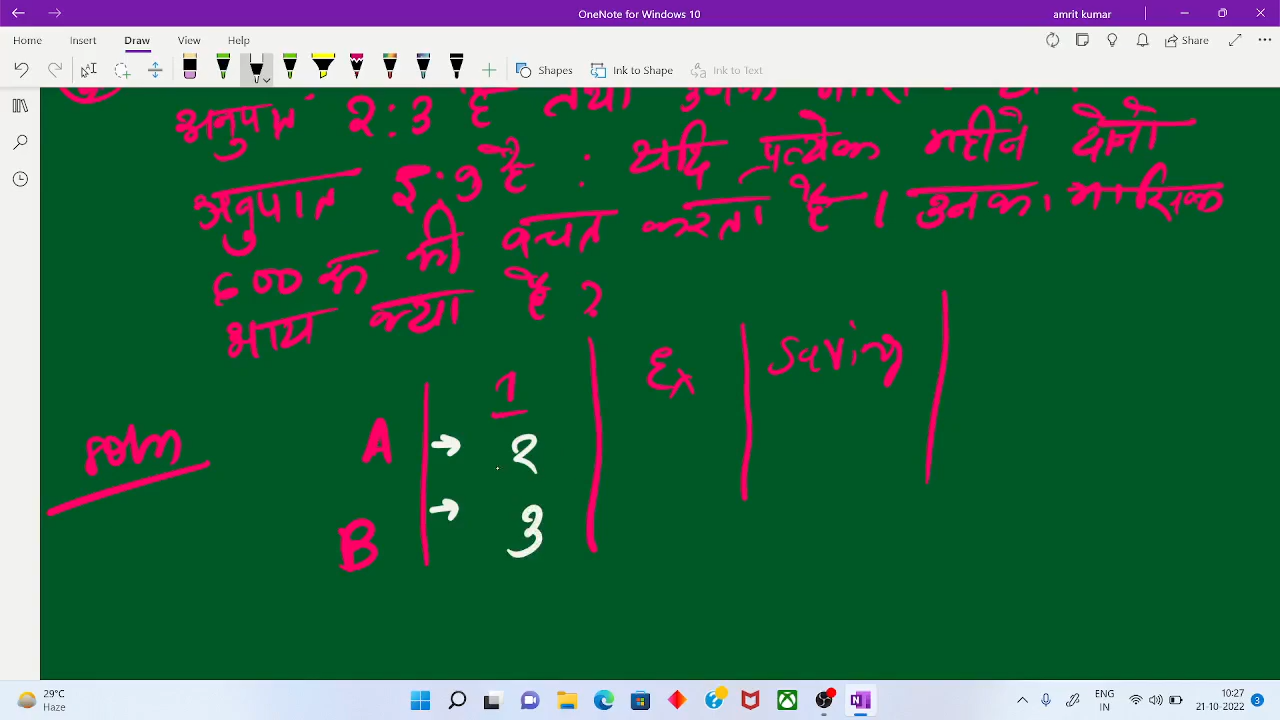 OneNote for Windows 10
amrit kumar
Home Insert Draw View Help
Share
Shapes Ink to Shape Ink to Text
अनुपात 2:3 है तथा उनके
अनुपात 5:9 है : यदि प्रत्येक महीने दोनो
600 रू की बचत करता है । उनका मासिक
आय क्या है ?
Soln
1 Ex Saving
A → 2
B → 3
29°C
Haze
ENG
IN
10:27
21-10-2022